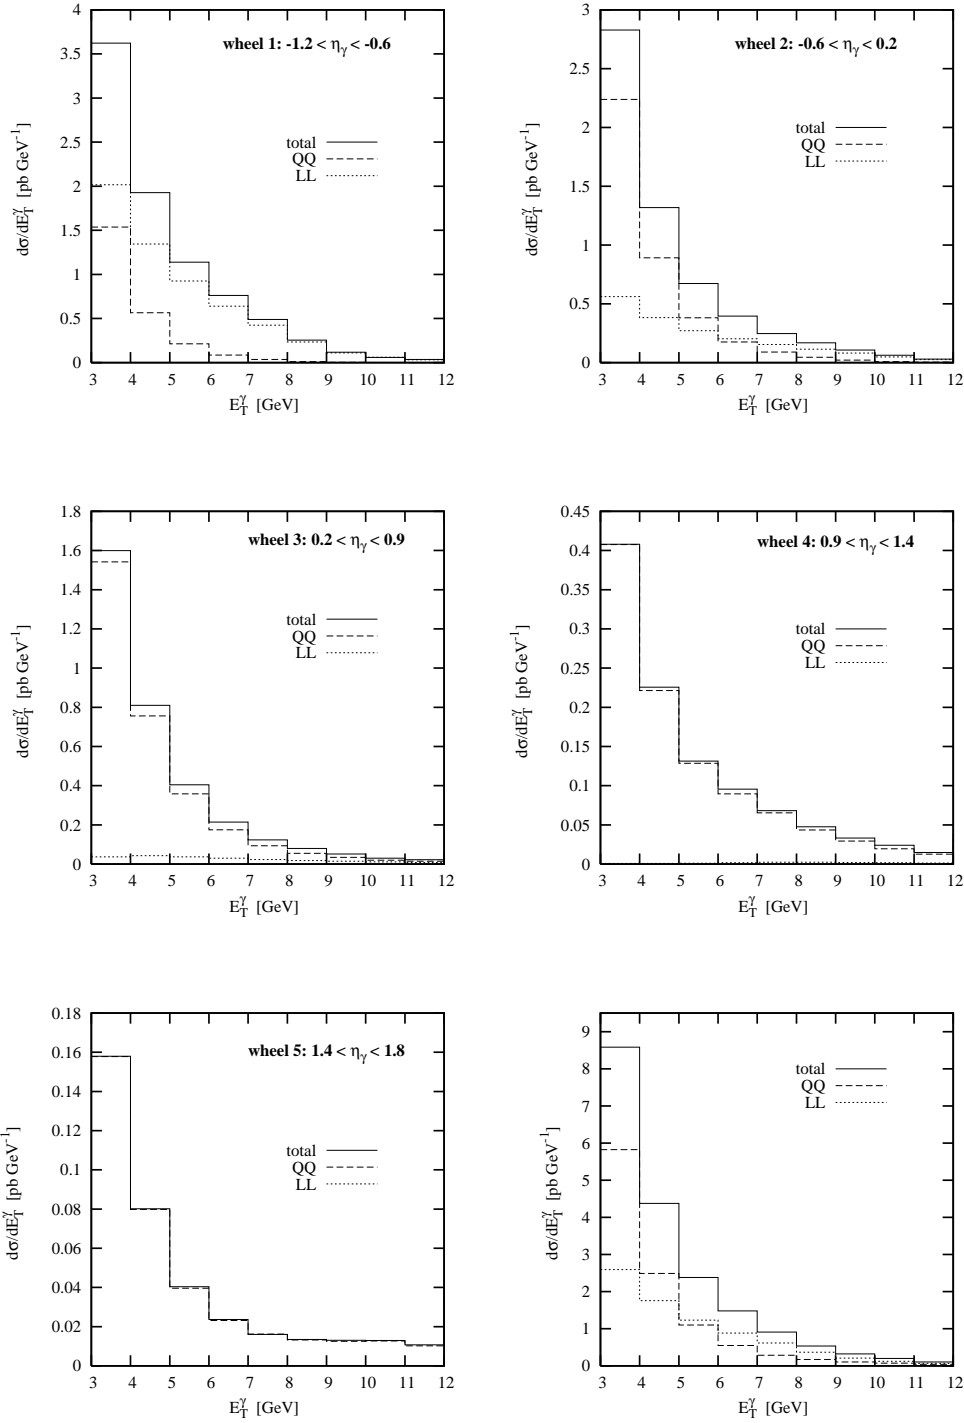 wheel 1: -1.2 < ηγ < -0.6
total
QQ
LL
dσ/dE_T^γ [pb GeV^-1]
4
3.5
3
2.5
2
1.5
1
0.5
0
3 4 5 6 7 8 9 10 11 12
E_T^γ [GeV]
wheel 2: -0.6 < ηγ < 0.2
total
QQ
LL
dσ/dE_T^γ [pb GeV^-1]
3
2.5
2
1.5
1
0.5
0
3 4 5 6 7 8 9 10 11 12
E_T^γ [GeV]
wheel 3: 0.2 < ηγ < 0.9
total
QQ
LL
dσ/dE_T^γ [pb GeV^-1]
1.8
1.6
1.4
1.2
1
0.8
0.6
0.4
0.2
0
3 4 5 6 7 8 9 10 11 12
E_T^γ [GeV]
wheel 4: 0.9 < ηγ < 1.4
total
QQ
LL
dσ/dE_T^γ [pb GeV^-1]
0.45
0.4
0.35
0.3
0.25
0.2
0.15
0.1
0.05
0
3 4 5 6 7 8 9 10 11 12
E_T^γ [GeV]
wheel 5: 1.4 < ηγ < 1.8
total
QQ
LL
dσ/dE_T^γ [pb GeV^-1]
0.18
0.16
0.14
0.12
0.1
0.08
0.06
0.04
0.02
0
3 4 5 6 7 8 9 10 11 12
E_T^γ [GeV]
total
QQ
LL
dσ/dE_T^γ [pb GeV^-1]
9
8
7
6
5
4
3
2
1
0
3 4 5 6 7 8 9 10 11 12
E_T^γ [GeV]